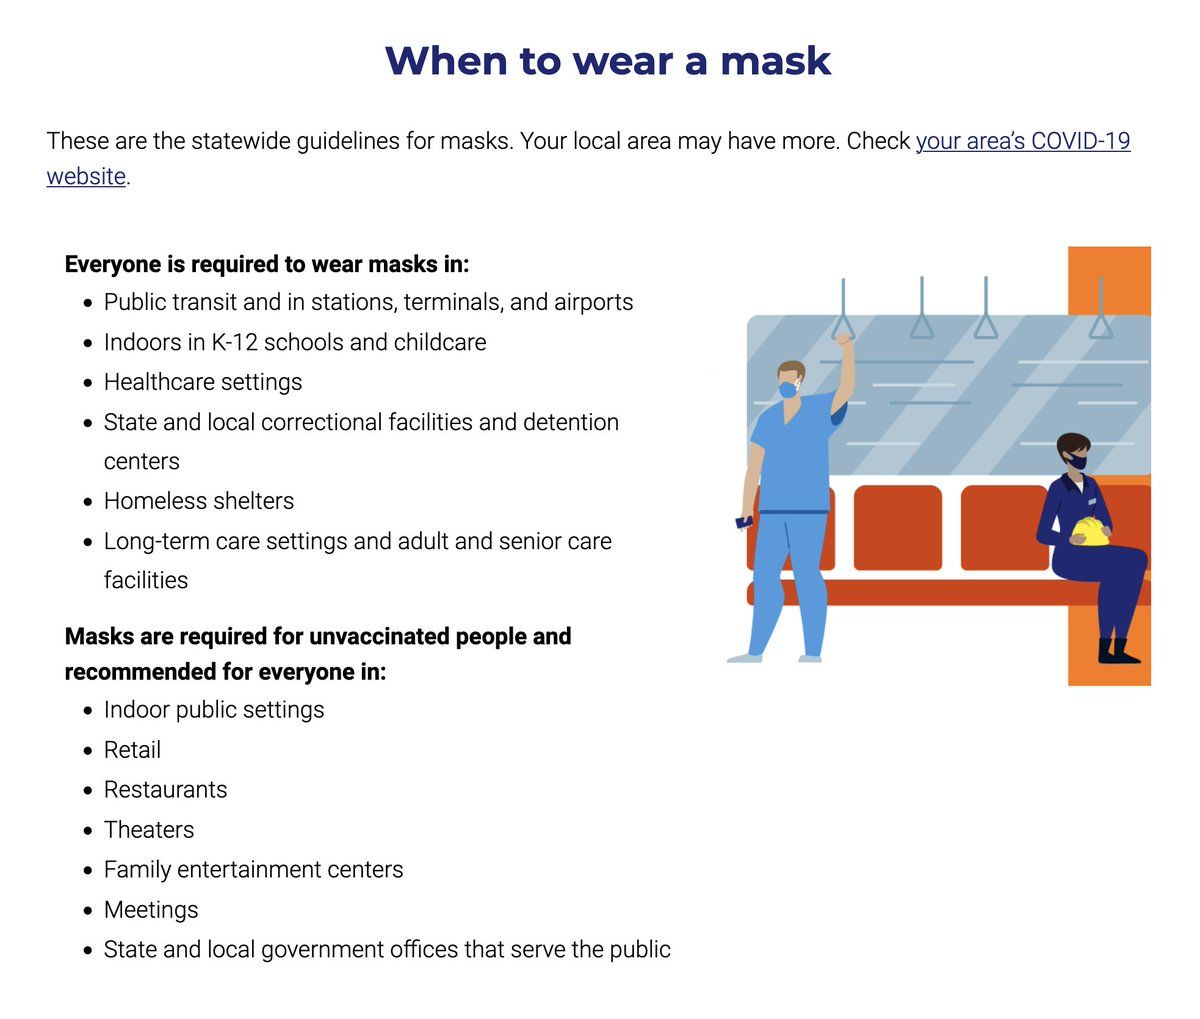 When to wear a mask
These are the statewide guidelines for masks. Your local area may have more. Check your area’s COVID-19
website.
Everyone is required to wear masks in:
• Public transit and in stations, terminals, and airports
• Indoors in K-12 schools and childcare
• Healthcare settings
• State and local correctional facilities and detention
centers
• Homeless shelters
• Long-term care settings and adult and senior care
facilities
Masks are required for unvaccinated people and
recommended for everyone in:
• Indoor public settings
• Retail
• Restaurants
• Theaters
• Family entertainment centers
• Meetings
• State and local government offices that serve the public